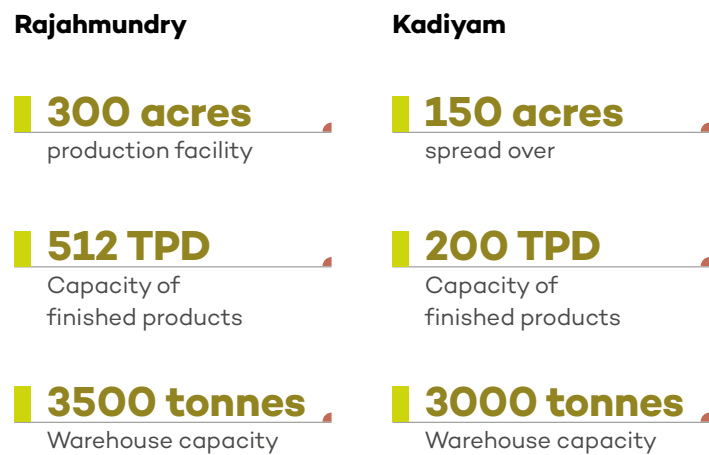 Rajahmundry
300 acres
production facility
512 TPD
Capacity of
finished products
3500 tonnes
Warehouse capacity
Kadiyam
150 acres
spread over
200 TPD
Capacity of
finished products
3000 tonnes
Warehouse capacity